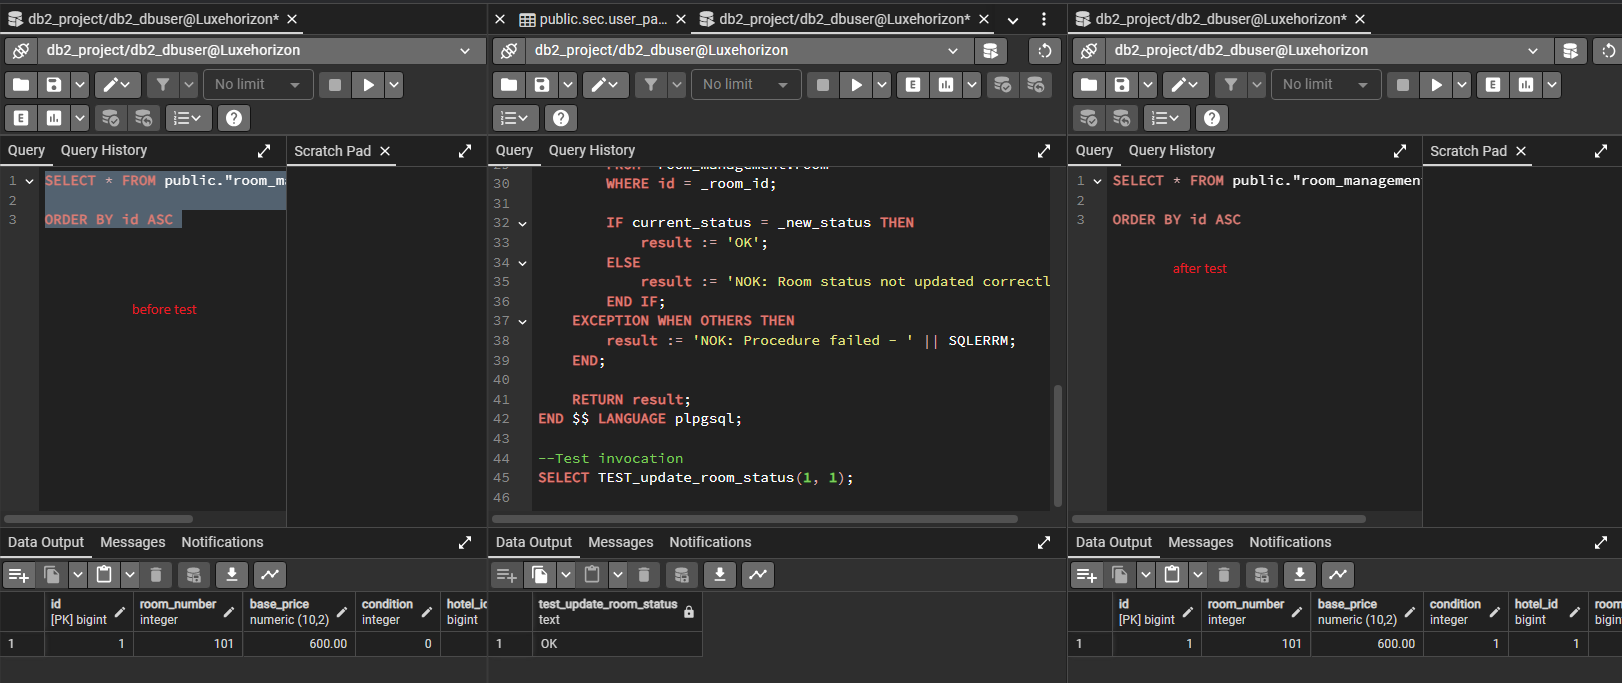 db2_project/db2_dbuser@Luxehorizon*
db2_project/db2_dbuser@Luxehorizon
No limit
E
Query
Query History
Scratch Pad
1
SELECT * FROM public."room_m
2
3
ORDER BY id ASC
before test
Data Output
Messages
Notifications
id
[PK] bigint
room_number
integer
base_price
numeric (10,2)
condition
integer
hotel_id
bigint
1
1
101
600.00
0
public.sec.user_pa...
db2_project/db2_dbuser@Luxehorizon*
db2_project/db2_dbuser@Luxehorizon
No limit
E
Query
Query History
30 WHERE id = _room_id;
31
32 IF current_status = _new_status THEN
33 result := 'OK';
34 ELSE
35 result := 'NOK: Room status not updated correctl
36 END IF;
37 EXCEPTION WHEN OTHERS THEN
38 result := 'NOK: Procedure failed - ' || SQLERRM;
39 END;
40
41 RETURN result;
42 END $$ LANGUAGE plpgsql;
43
44 --Test invocation
45 SELECT TEST_update_room_status(1, 1);
46
Data Output
Messages
Notifications
test_update_room_status
text
1
OK
db2_project/db2_dbuser@Luxehorizon*
db2_project/db2_dbuser@Luxehorizon
No limit
E
Query
Query History
Scratch Pad
1
SELECT * FROM public."room_managemen
2
3
ORDER BY id ASC
after test
Data Output
Messages
Notifications
id
[PK] bigint
room_number
integer
base_price
numeric (10,2)
condition
integer
hotel_id
bigint
room
bigin
1
1
101
600.00
1
1